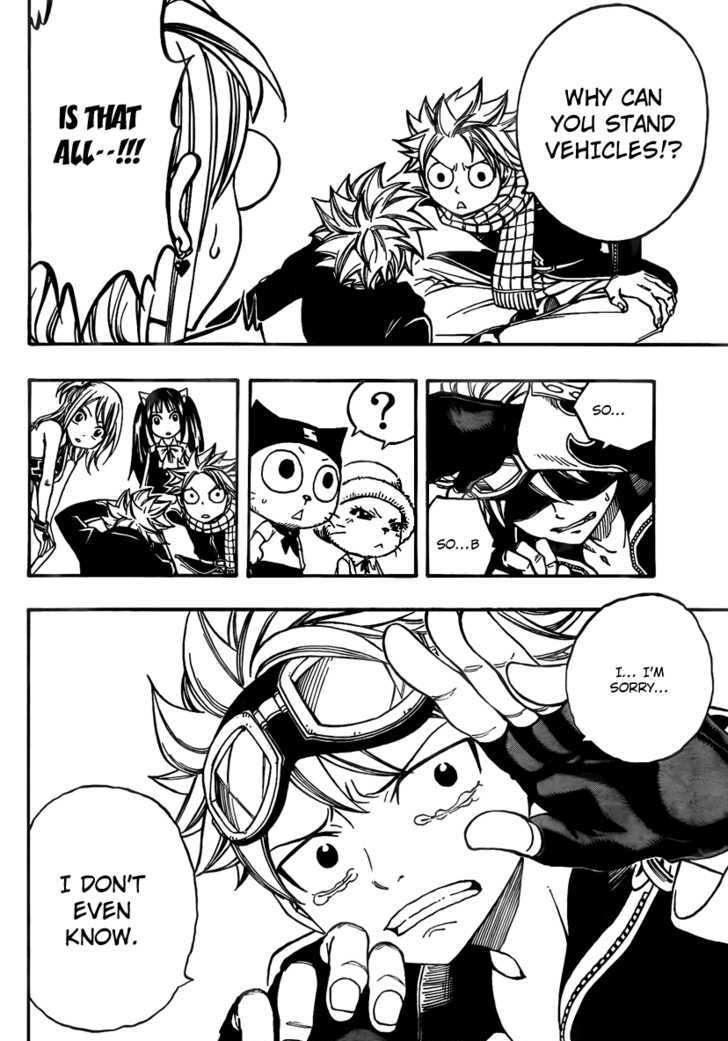 WHY CAN
YOU STAND
VEHICLES!?
IS THAT
ALL--!!!
?
SO...
SO...B
I... I'M
SORRY...
I DON'T
EVEN
KNOW.